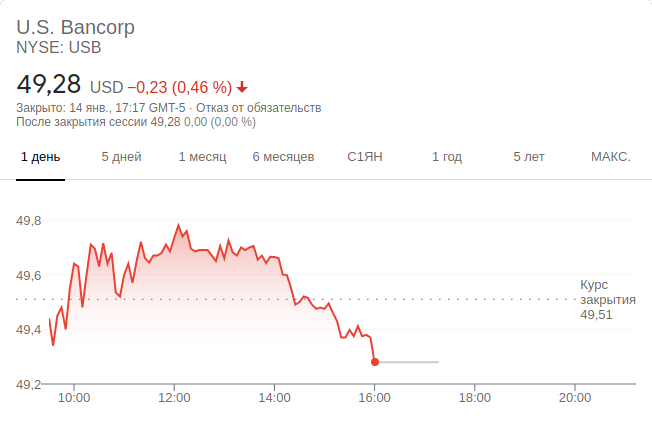 U.S. Bancorp
NYSE: USB
49,28 USD −0,23 (0,46 %)
Закрыто: 14 янв., 17:17 GMT-5 · Отказ от обязательств
После закрытия сессии 49,28 0,00 (0,00 %)
1 день 5 дней 1 месяц 6 месяцев С1ЯН 1 год 5 лет МАКС.
49,8
49,6
Курс
закрытия
49,51
49,4
49,2
10:00 12:00 14:00 16:00 18:00 20:00